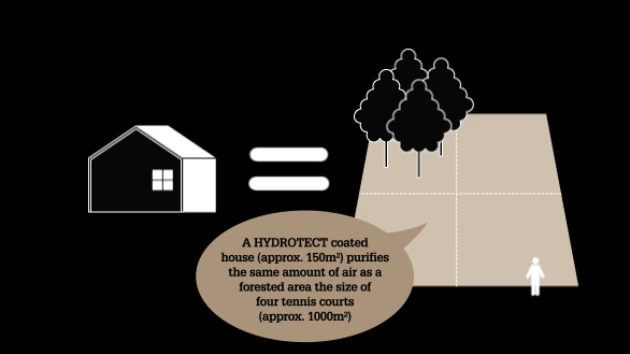 A HYDROTECT coated
house (approx. 150m²) purifies
the same amount of air as a
forested area the size of
four tennis courts
(approx. 1000m²)